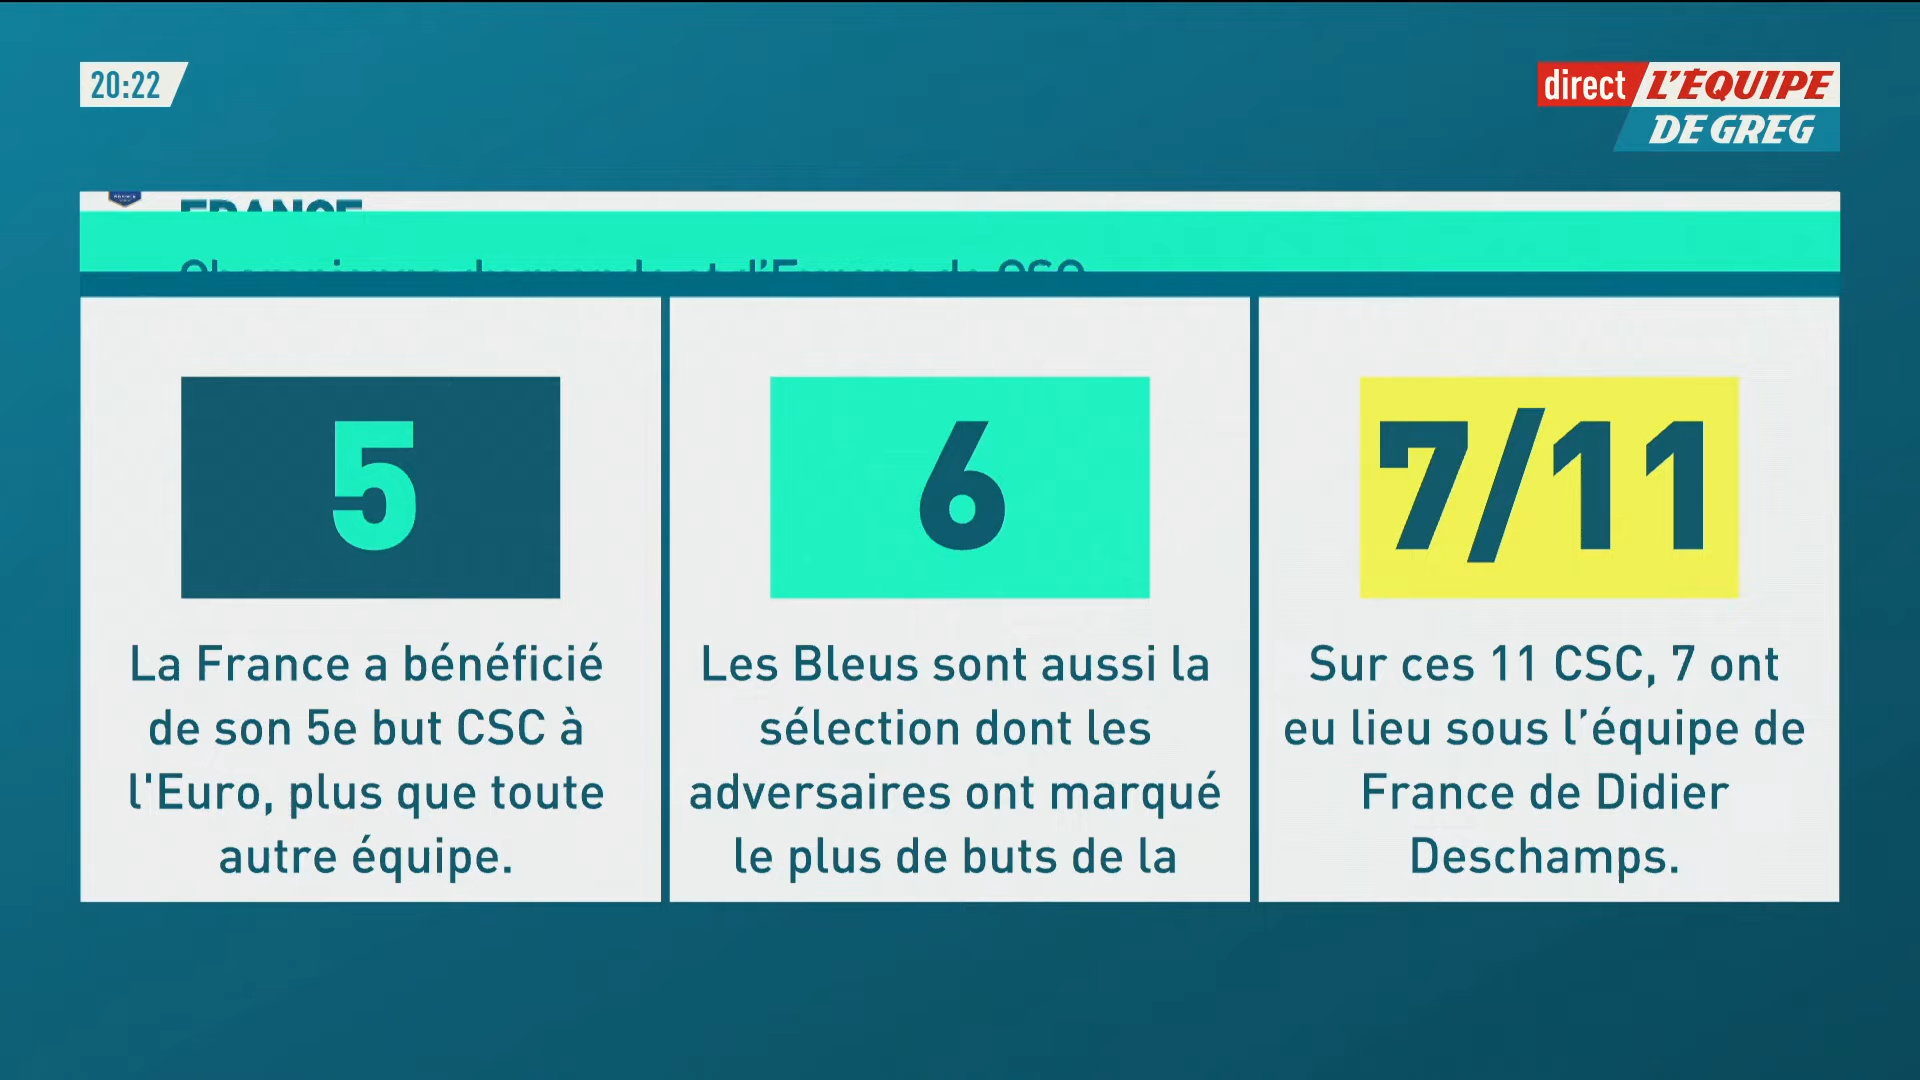 20:22
direct L'ÉQUIPE
DE GREG
FRANCE
5
La France a bénéficié
de son 5e but CSC à
l'Euro, plus que toute
autre équipe.
6
Les Bleus sont aussi la
sélection dont les
adversaires ont marqué
le plus de buts de la
7/11
Sur ces 11 CSC, 7 ont
eu lieu sous l’équipe de
France de Didier
Deschamps.